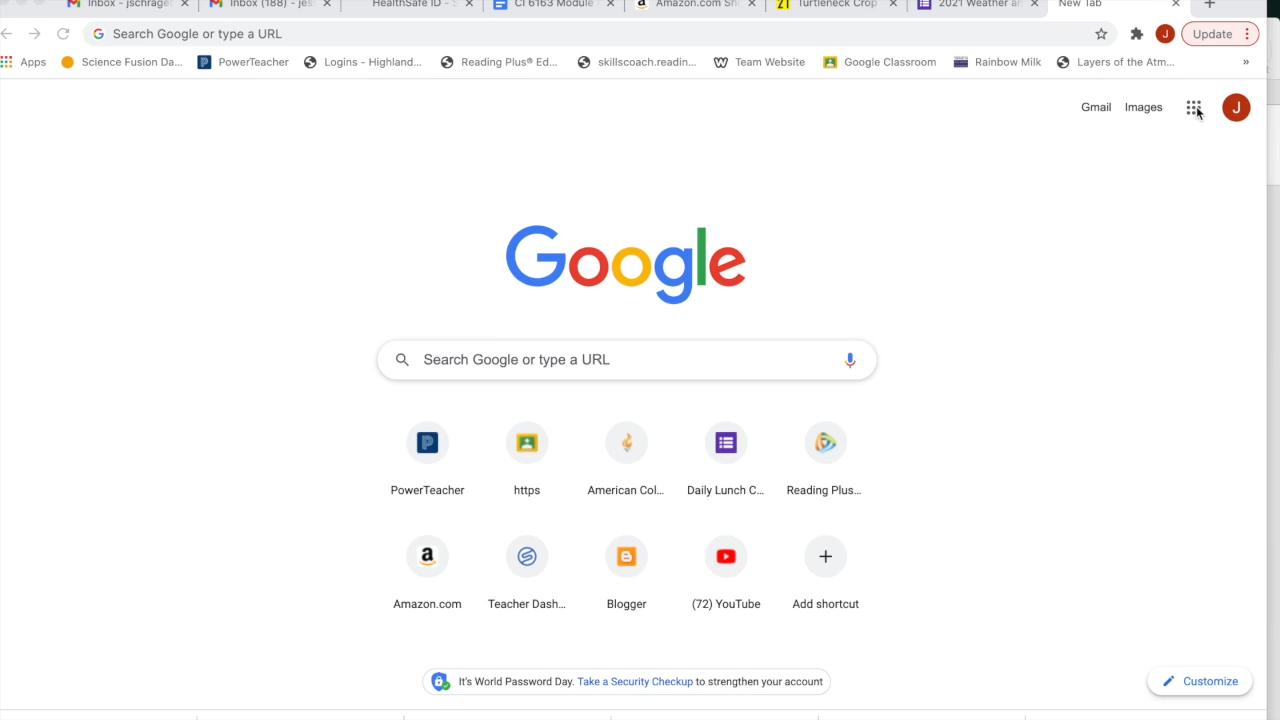 Inbox - jschrage
Inbox (188) - jes
HealthSafe ID - S
CI 6163 Module
Amazon.com Sh
Turtleneck Crop
2021 Weather a
New Tab
Search Google or type a URL
J
Update
Apps
Science Fusion Da...
PowerTeacher
Logins - Highland...
Reading Plus® Ed...
skillscoach.readin...
Team Website
Google Classroom
Rainbow Milk
Layers of the Atm...
»
Gmail
Images
J
Google
Search Google or type a URL
PowerTeacher
https
American Col...
Daily Lunch C...
Reading Plus...
Amazon.com
Teacher Dash...
Blogger
(72) YouTube
Add shortcut
It's World Password Day. Take a Security Checkup to strengthen your account
Customize